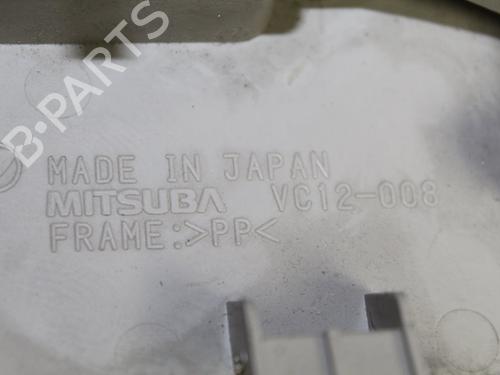 B-PARTS
MADE IN JAPAN
MITSUBA VC12-008
FRAME:>PP<